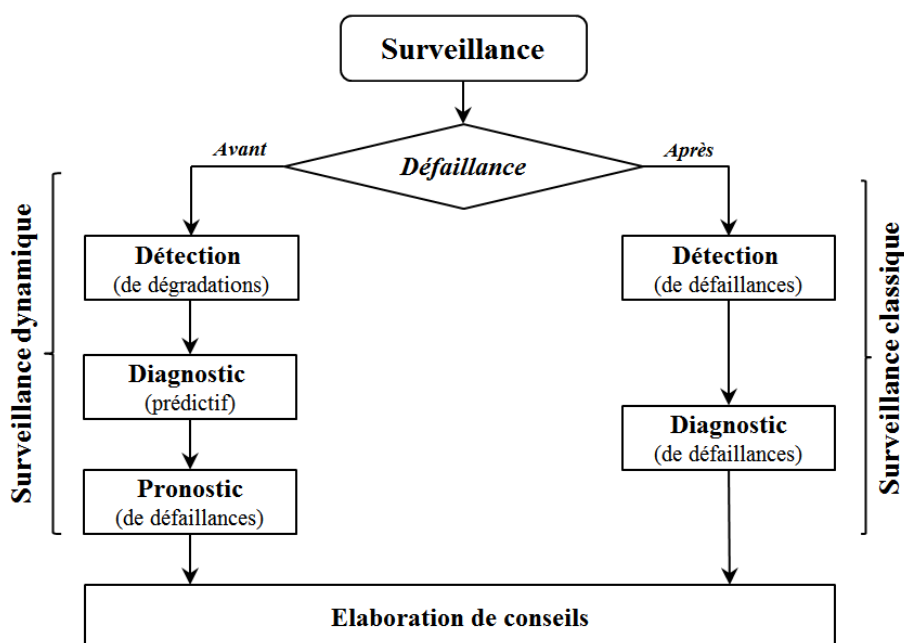 Surveillance
Avant
Après
Défaillance
Surveillance dynamique
Détection
(de dégradations)
Diagnostic
(prédictif)
Pronostic
(de défaillances)
Détection
(de défaillances)
Diagnostic
(de défaillances)
Surveillance classique
Elaboration de conseils